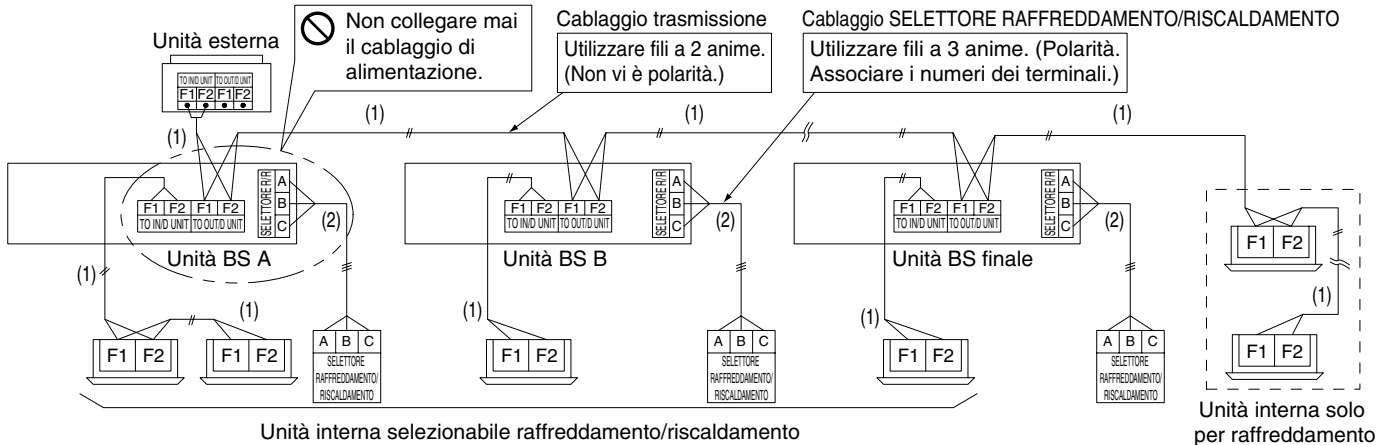 Non collegare mai
il cablaggio di
alimentazione.
Cablaggio trasmissione
Utilizzare fili a 2 anime.
(Non vi è polarità.)
Cablaggio SELETTORE RAFFREDDAMENTO/RISCALDAMENTO
Utilizzare fili a 3 anime. (Polarità.
Associare i numeri dei terminali.)
Unità esterna
TO IN/D UNIT TO OUT/D UNIT
F1 F2 F1 F2
(1)
(1)
(1)
(1)
F1 F2 F1 F2
TO IN/D UNIT TO OUT/D UNIT
SELETTORE R/R
A
B
C
(2)
Unità BS A
F1 F2 F1 F2
TO IN/D UNIT TO OUT/D UNIT
SELETTORE R/R
A
B
C
(2)
Unità BS B
F1 F2 F1 F2
TO IN/D UNIT TO OUT/D UNIT
SELETTORE R/R
A
B
C
(2)
Unità BS finale
F1 F2
(1)
F1 F2
(1)
(1)
F1 F2
F1 F2
A B C
SELETTORE
RAFFREDDAMENTO/
RISCALDAMENTO
(1)
F1 F2
A B C
SELETTORE
RAFFREDDAMENTO/
RISCALDAMENTO
(1)
F1 F2
A B C
SELETTORE
RAFFREDDAMENTO/
RISCALDAMENTO
Unità interna selezionabile raffreddamento/riscaldamento
Unità interna solo
per raffreddamento